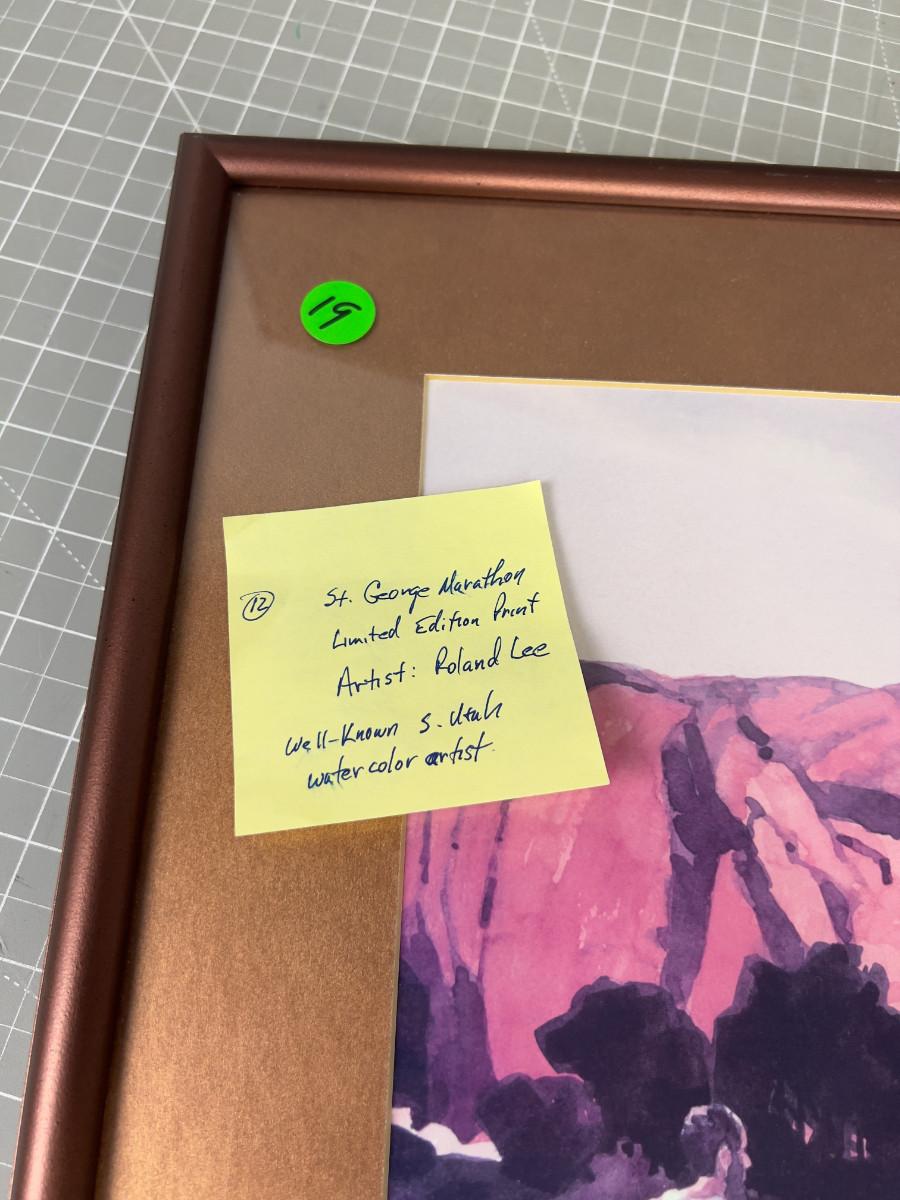 19
12 St. George Marathon
Limited Edition Print
Artist: Roland Lee
Well-Known S. Utah
watercolor artist.